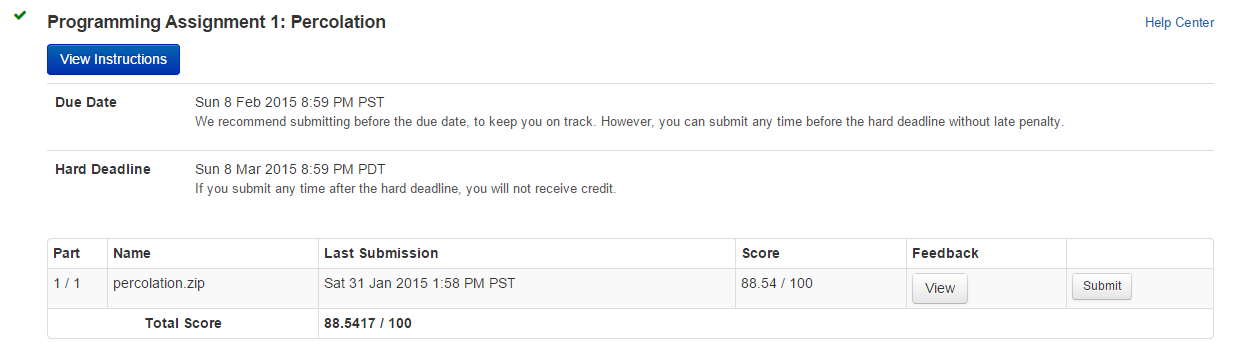 Programming Assignment 1: Percolation
Help Center
View Instructions
Due Date
Sun 8 Feb 2015 8:59 PM PST
We recommend submitting before the due date, to keep you on track. However, you can submit any time before the hard deadline without late penalty.
Hard Deadline
Sun 8 Mar 2015 8:59 PM PDT
If you submit any time after the hard deadline, you will not receive credit.
Part Name Last Submission Score Feedback
1 / 1 percolation.zip Sat 31 Jan 2015 1:58 PM PST 88.54 / 100 View Submit
Total Score 88.5417 / 100